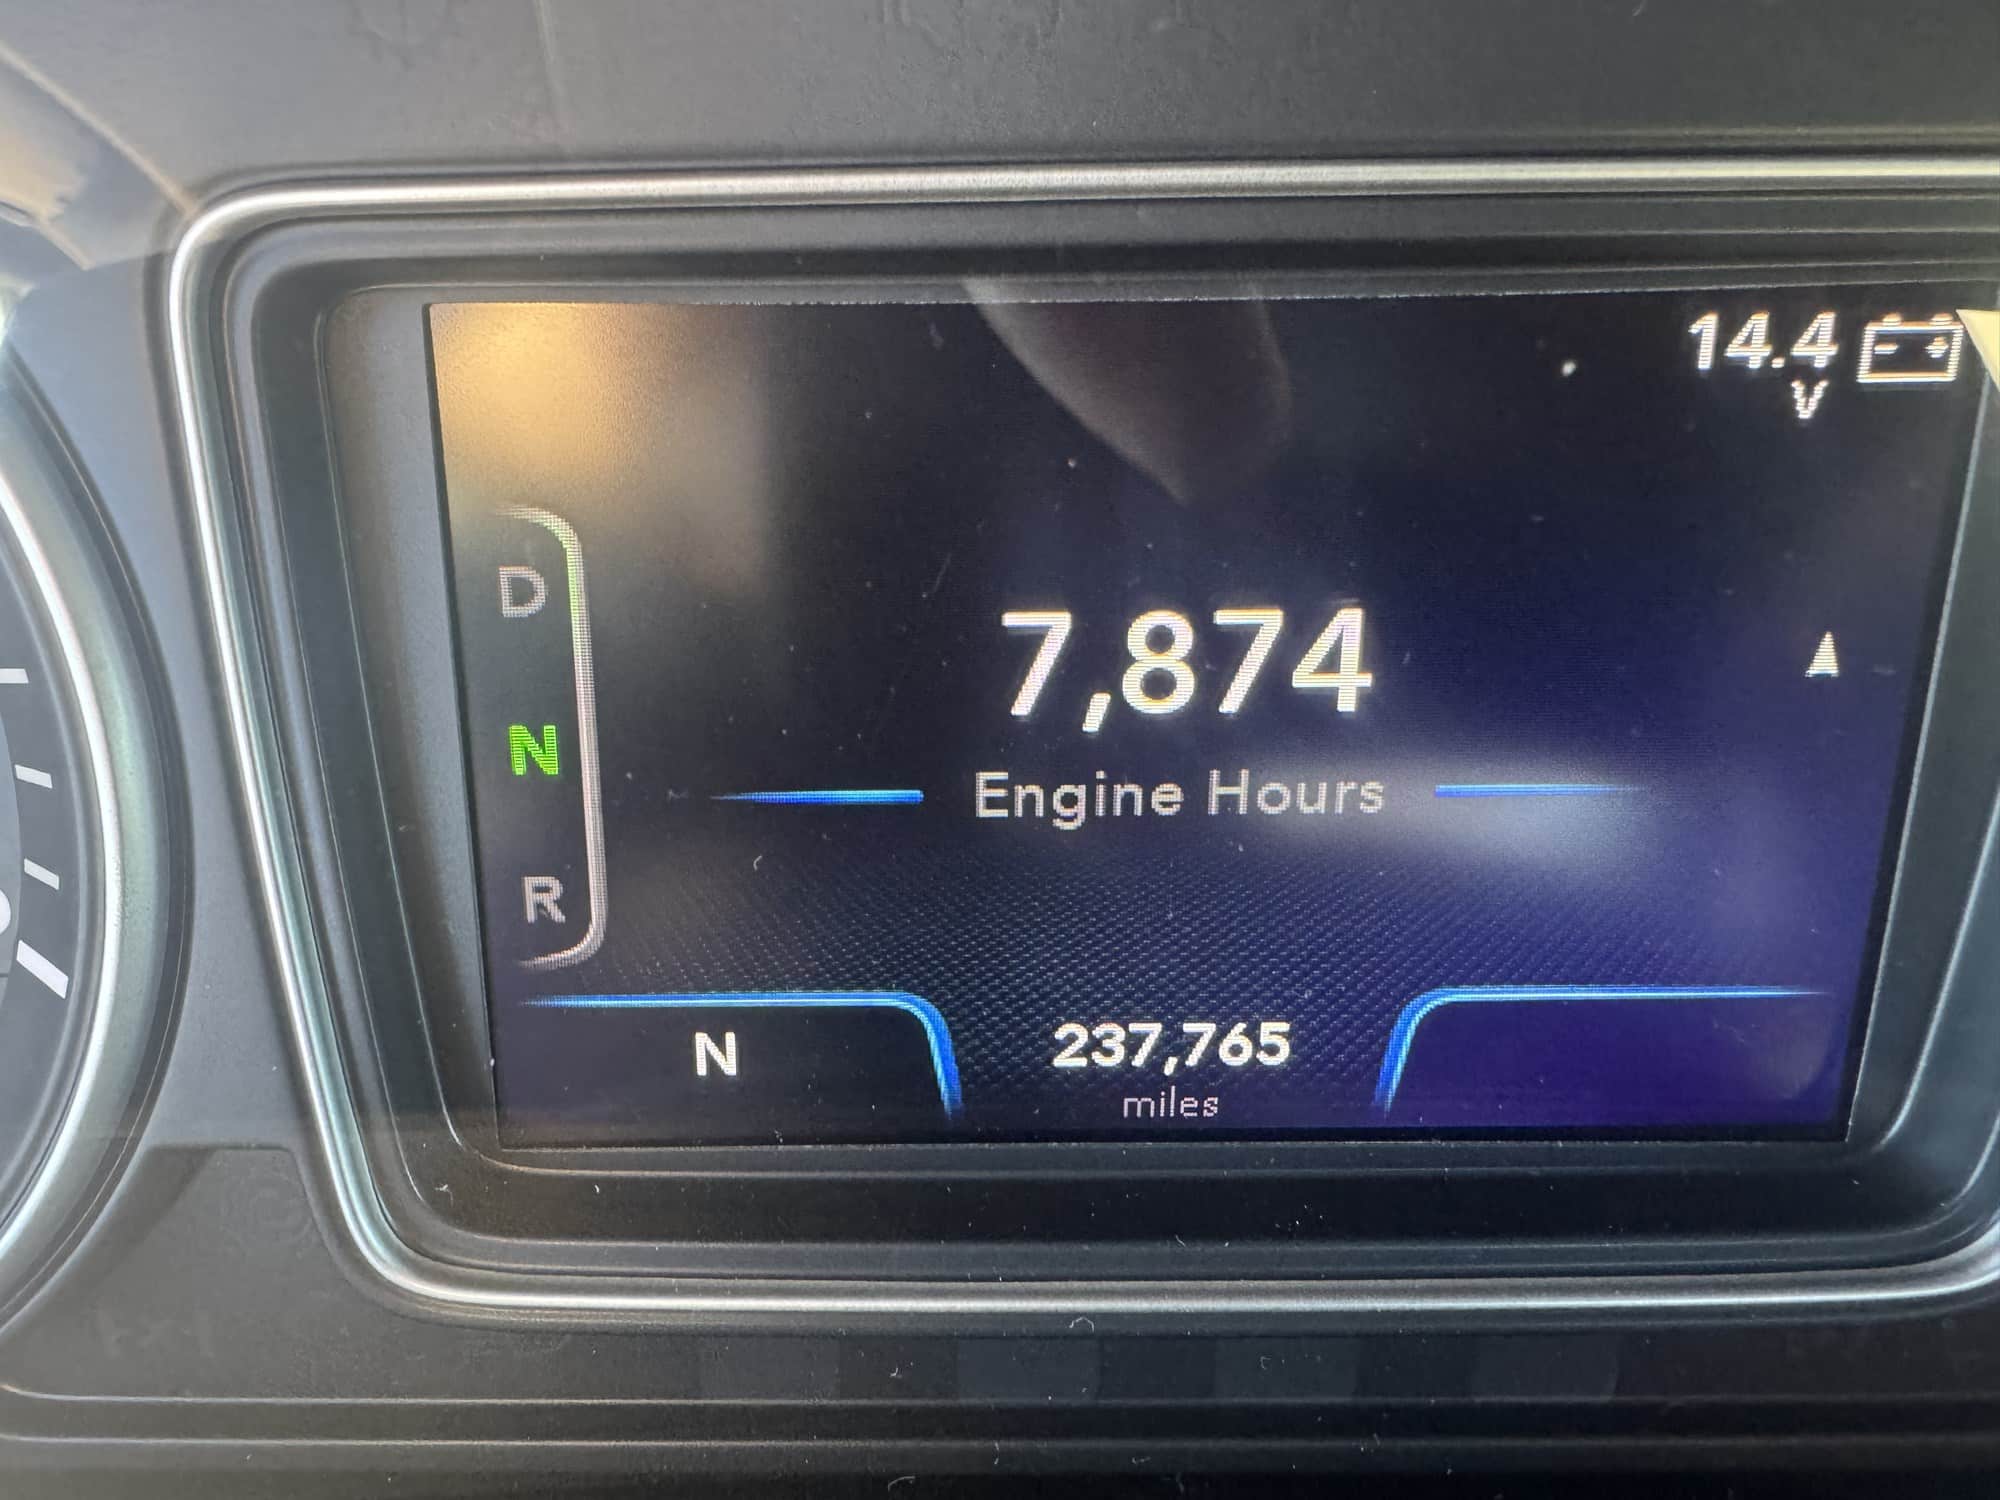 14.4
V
D
7,874
N
Engine Hours
R
N
237,765
miles